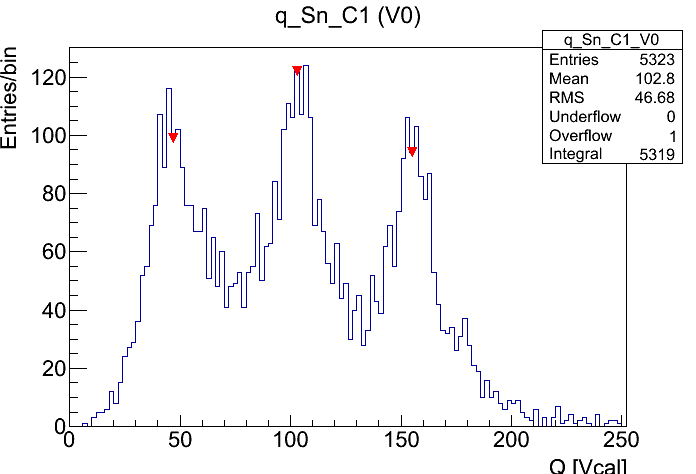 q_Sn_C1 (V0)
q_Sn_C1_V0
Entries 5323
Mean 102.8
RMS 46.68
Underflow 0
Overflow 1
Integral 5319
Entries/bin
120
100
80
60
40
20
0
0 50 100 150 200 250
Q [Vcal]